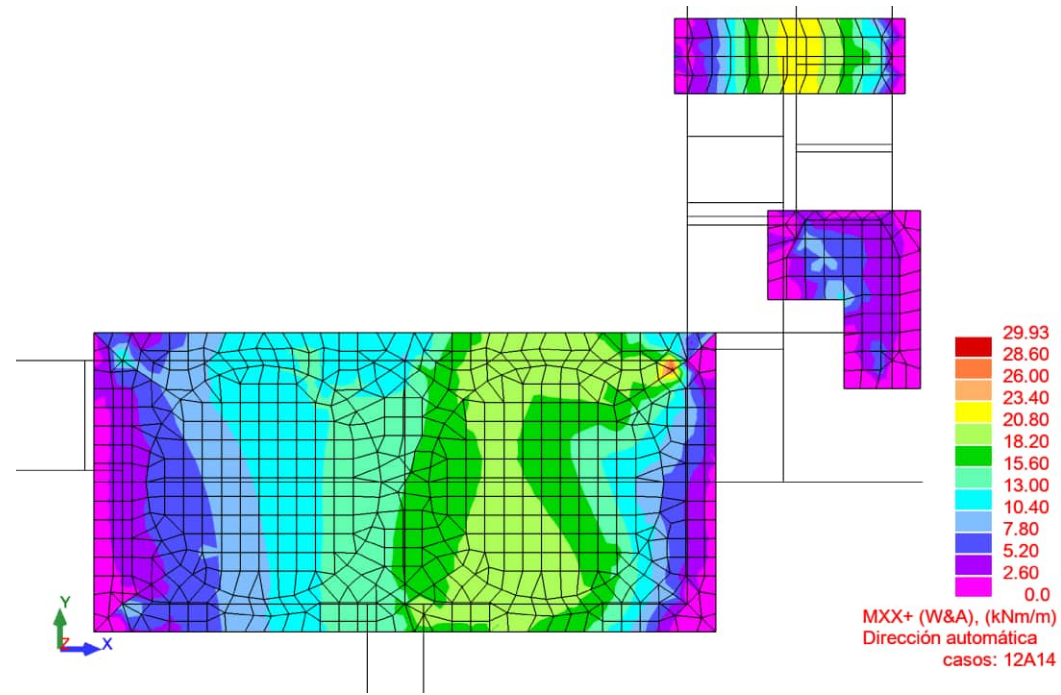 29.93
28.60
26.00
23.40
20.80
18.20
15.60
13.00
10.40
7.80
5.20
2.60
0.0
MXX+ (W&A), (kNm/m)
Dirección automática
casos: 12A14
Y
Z X